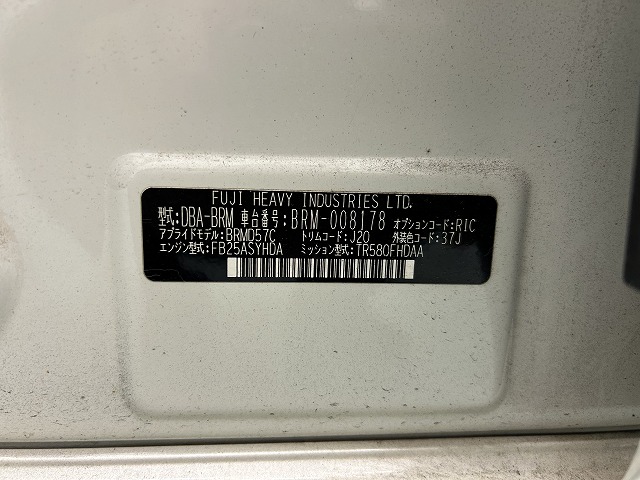 FUJI HEAVY INDUSTRIES LTD.
型式:DBA-BRM 車台番号:BRM-008178 オプションコード:RIC
アプライドモデル:BRMD57C トリムコード:J20 外装色コード:37J
エンジン型式:FB25ASYHDA ミッション型式:TR580FHDAA